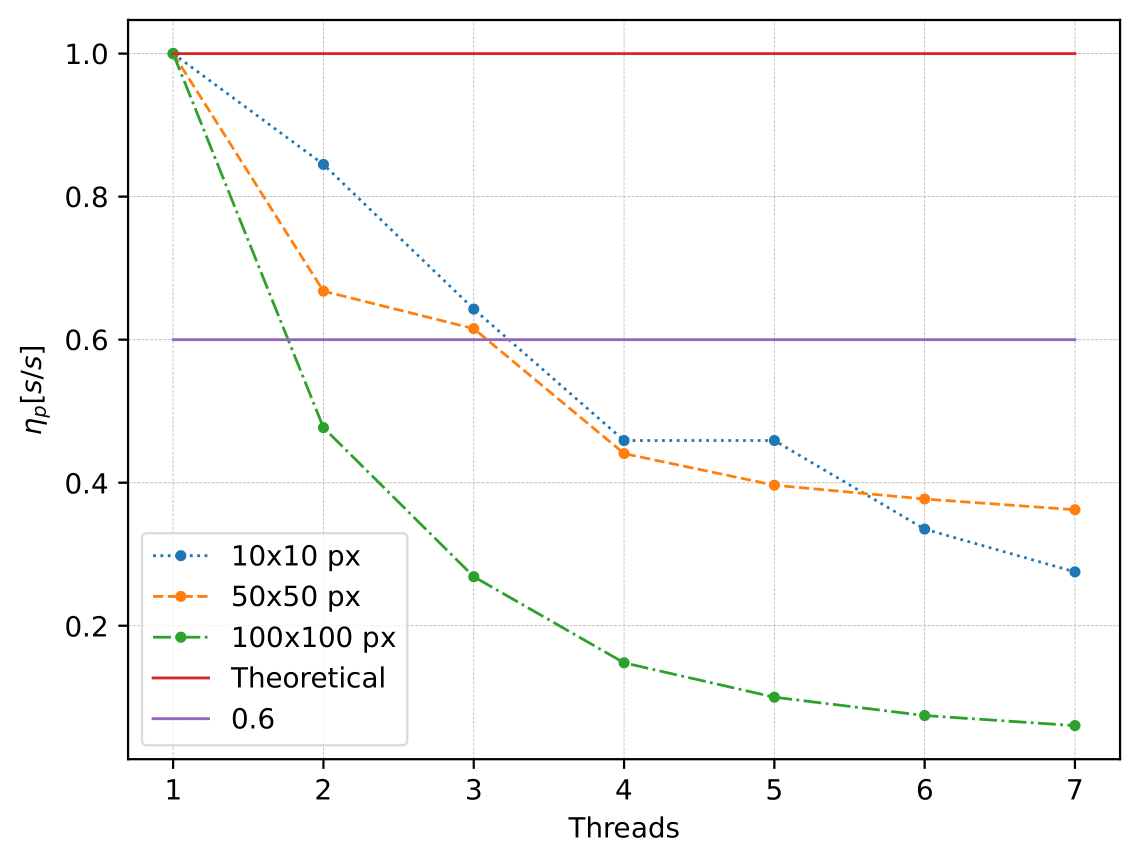 1.0
0.8
0.6
0.4
0.2
ηp[s/s]
10x10 px
50x50 px
100x100 px
Theoretical
0.6
1 2 3 4 5 6 7
Threads